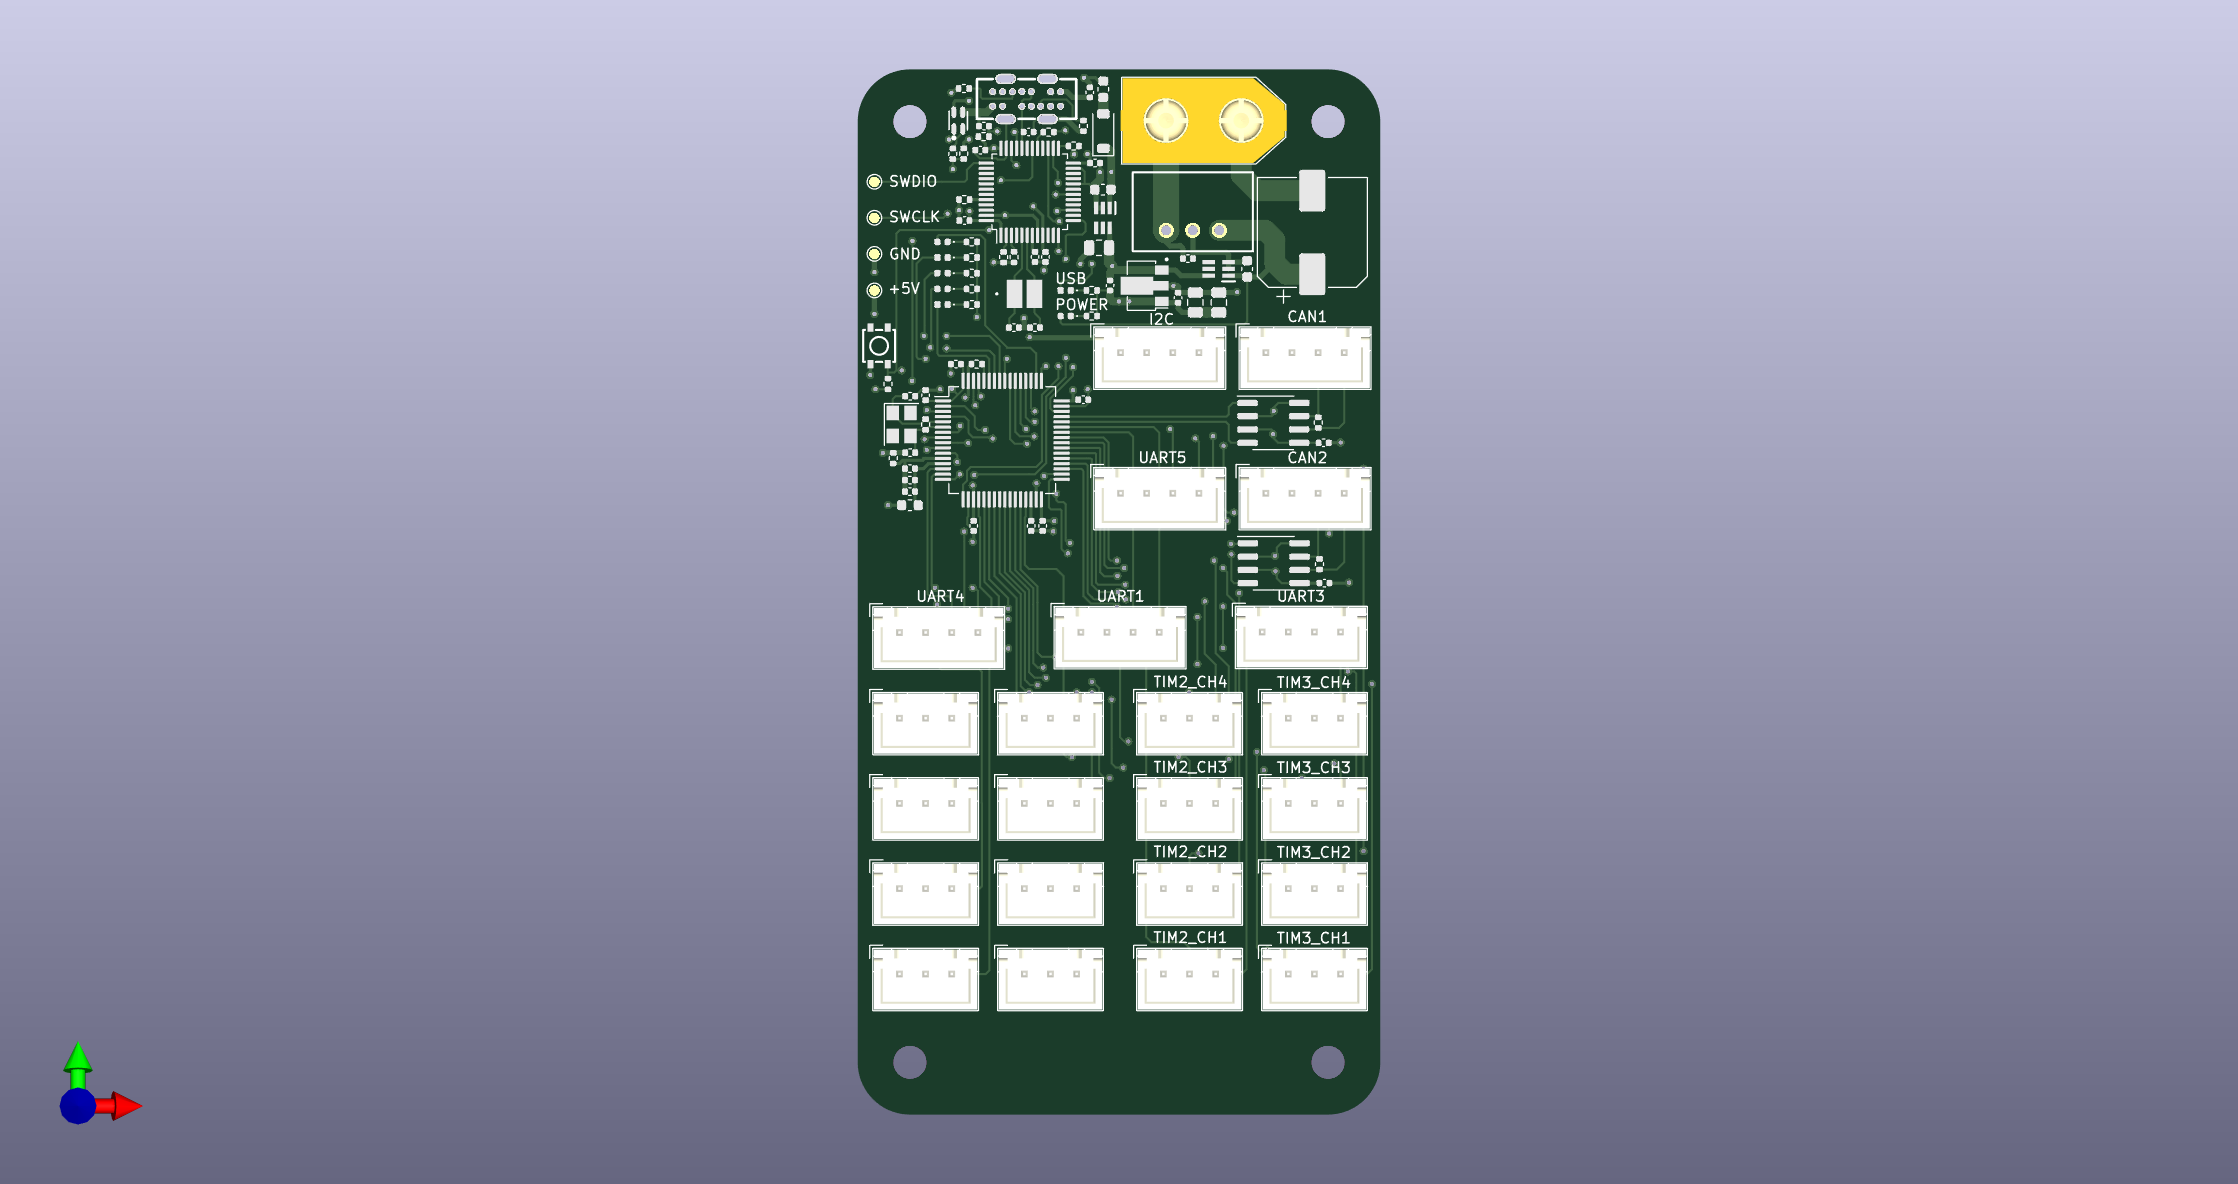 SWDIO
SWCLK
GND
+5V
USB
POWER
I2C
CAN1
UART5
CAN2
UART4
UART1
UART3
TIM2_CH4
TIM3_CH4
TIM2_CH3
TIM3_CH3
TIM2_CH2
TIM3_CH2
TIM2_CH1
TIM3_CH1